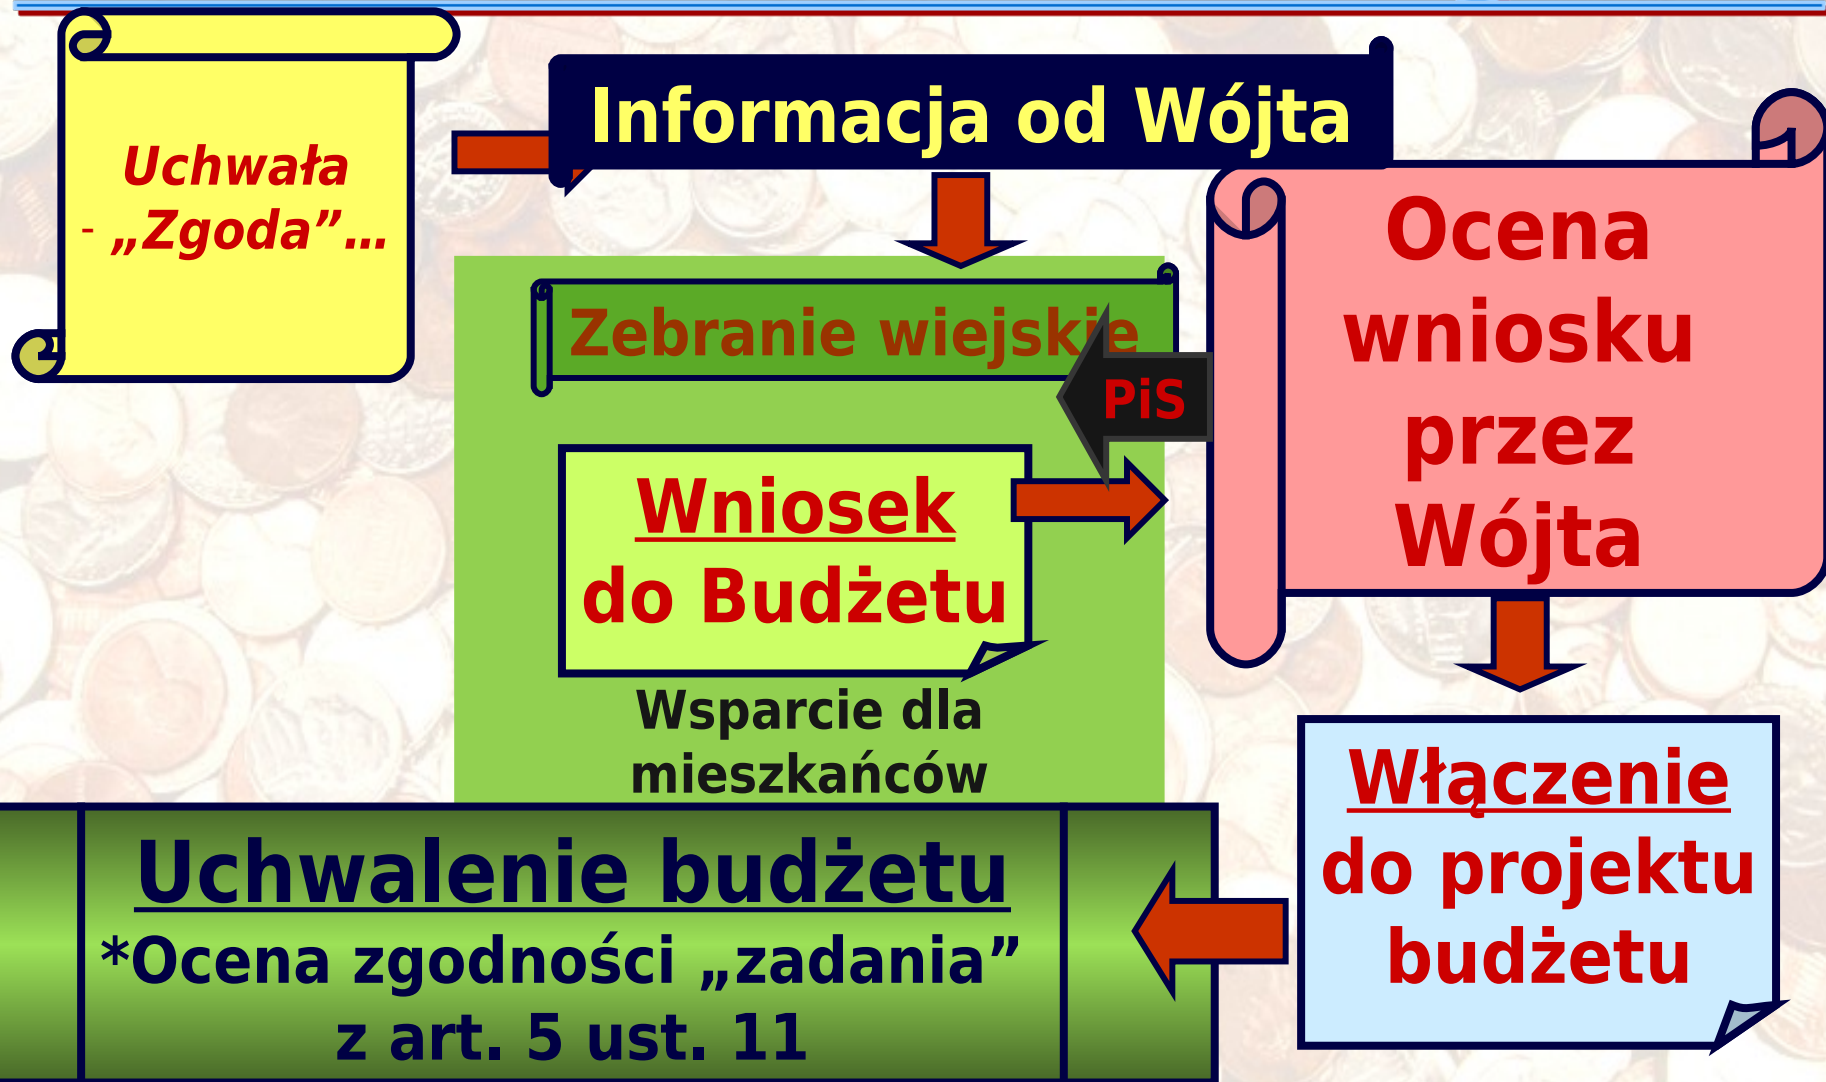 Informacja od Wójta
Uchwała
- „Zgoda”...
Zebranie wiejskie
PiS
Ocena
wniosku
przez
Wójta
Wniosek
do Budżetu
Wsparcie dla
mieszkańców
Włączenie
do projektu
budżetu
Uchwalenie budżetu
*Ocena zgodności „zadania”
z art. 5 ust. 11